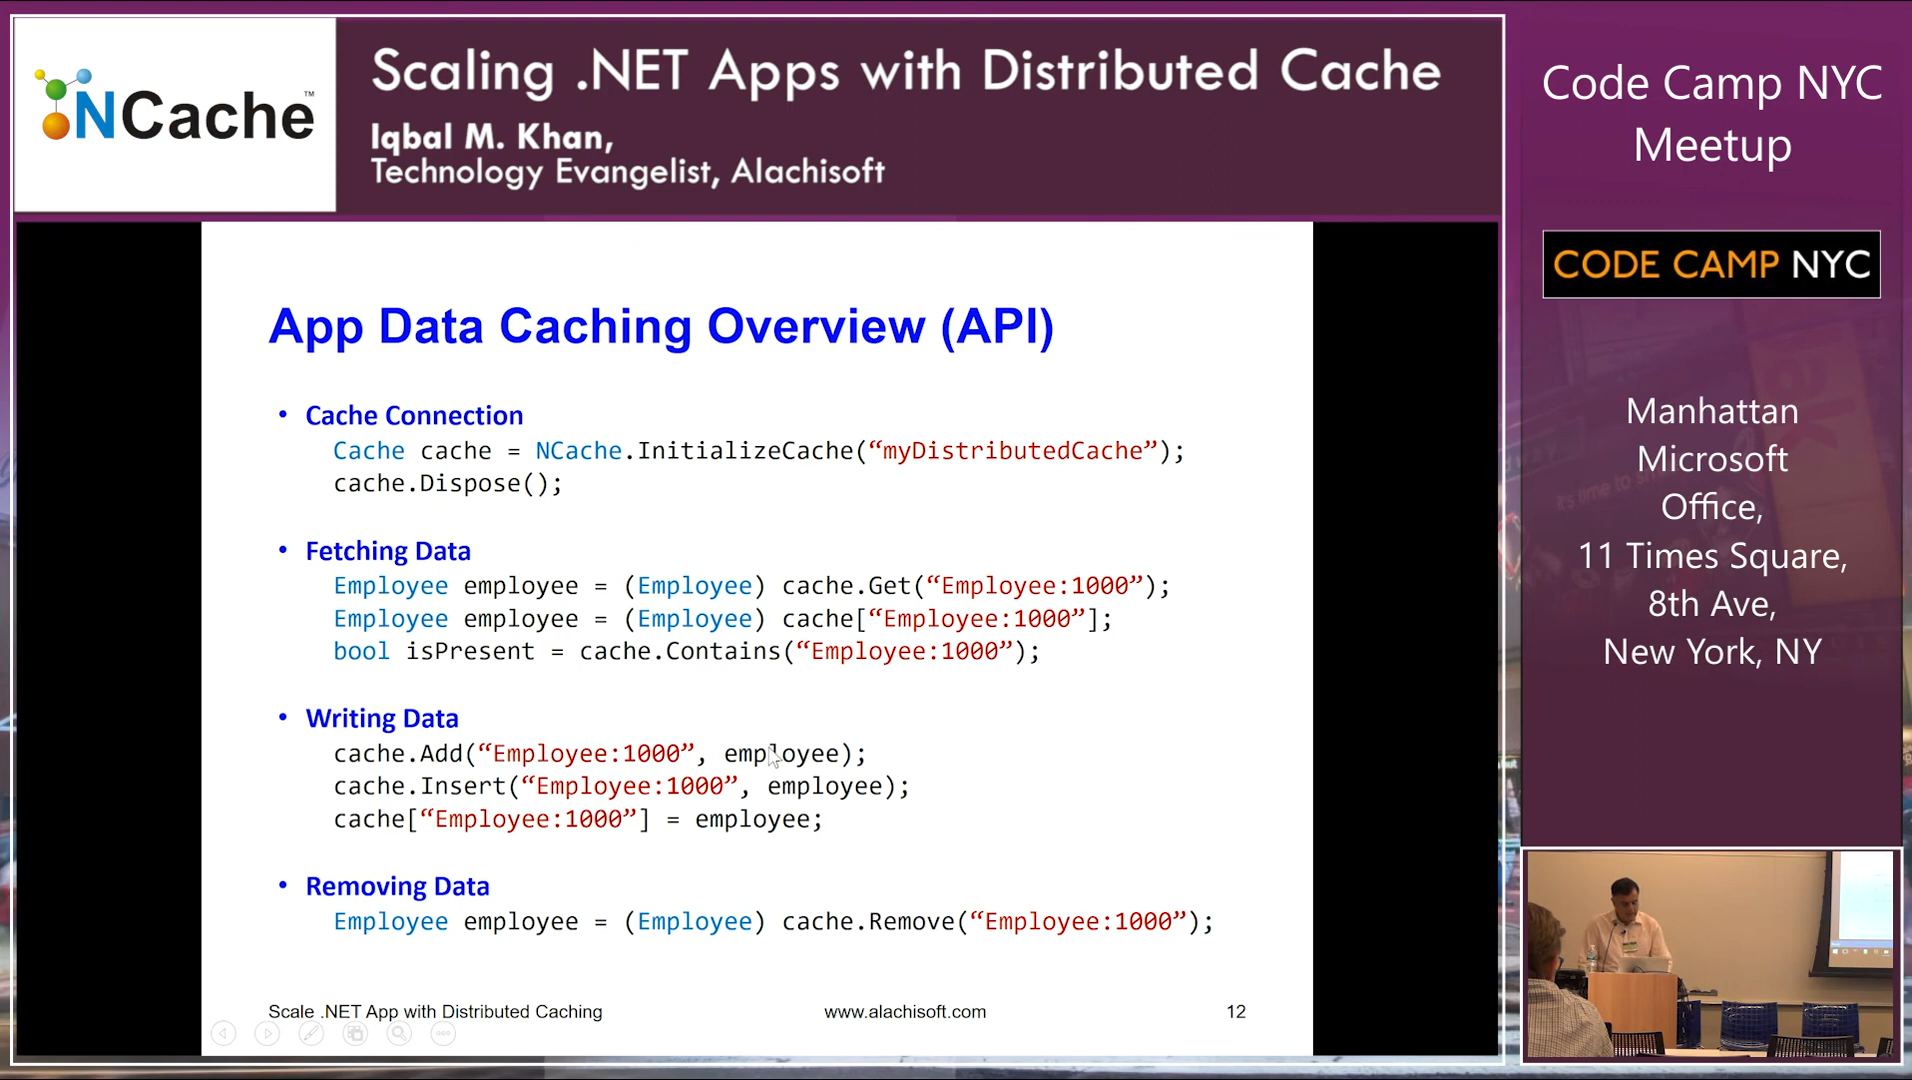 NCache™
Scaling .NET Apps with Distributed Cache
Iqbal M. Khan,
Technology Evangelist, Alachisoft
Code Camp NYC
Meetup
CODE CAMP NYC
Manhattan
Microsoft
Office,
11 Times Square,
8th Ave,
New York, NY
App Data Caching Overview (API)
• Cache Connection
Cache cache = NCache.InitializeCache(“myDistributedCache”);
cache.Dispose();
• Fetching Data
Employee employee = (Employee) cache.Get(“Employee:1000”);
Employee employee = (Employee) cache[“Employee:1000”];
bool isPresent = cache.Contains(“Employee:1000”);
• Writing Data
cache.Add(“Employee:1000”, employee);
cache.Insert(“Employee:1000”, employee);
cache[“Employee:1000”] = employee;
• Removing Data
Employee employee = (Employee) cache.Remove(“Employee:1000”);
Scale .NET App with Distributed Caching
www.alachisoft.com
12